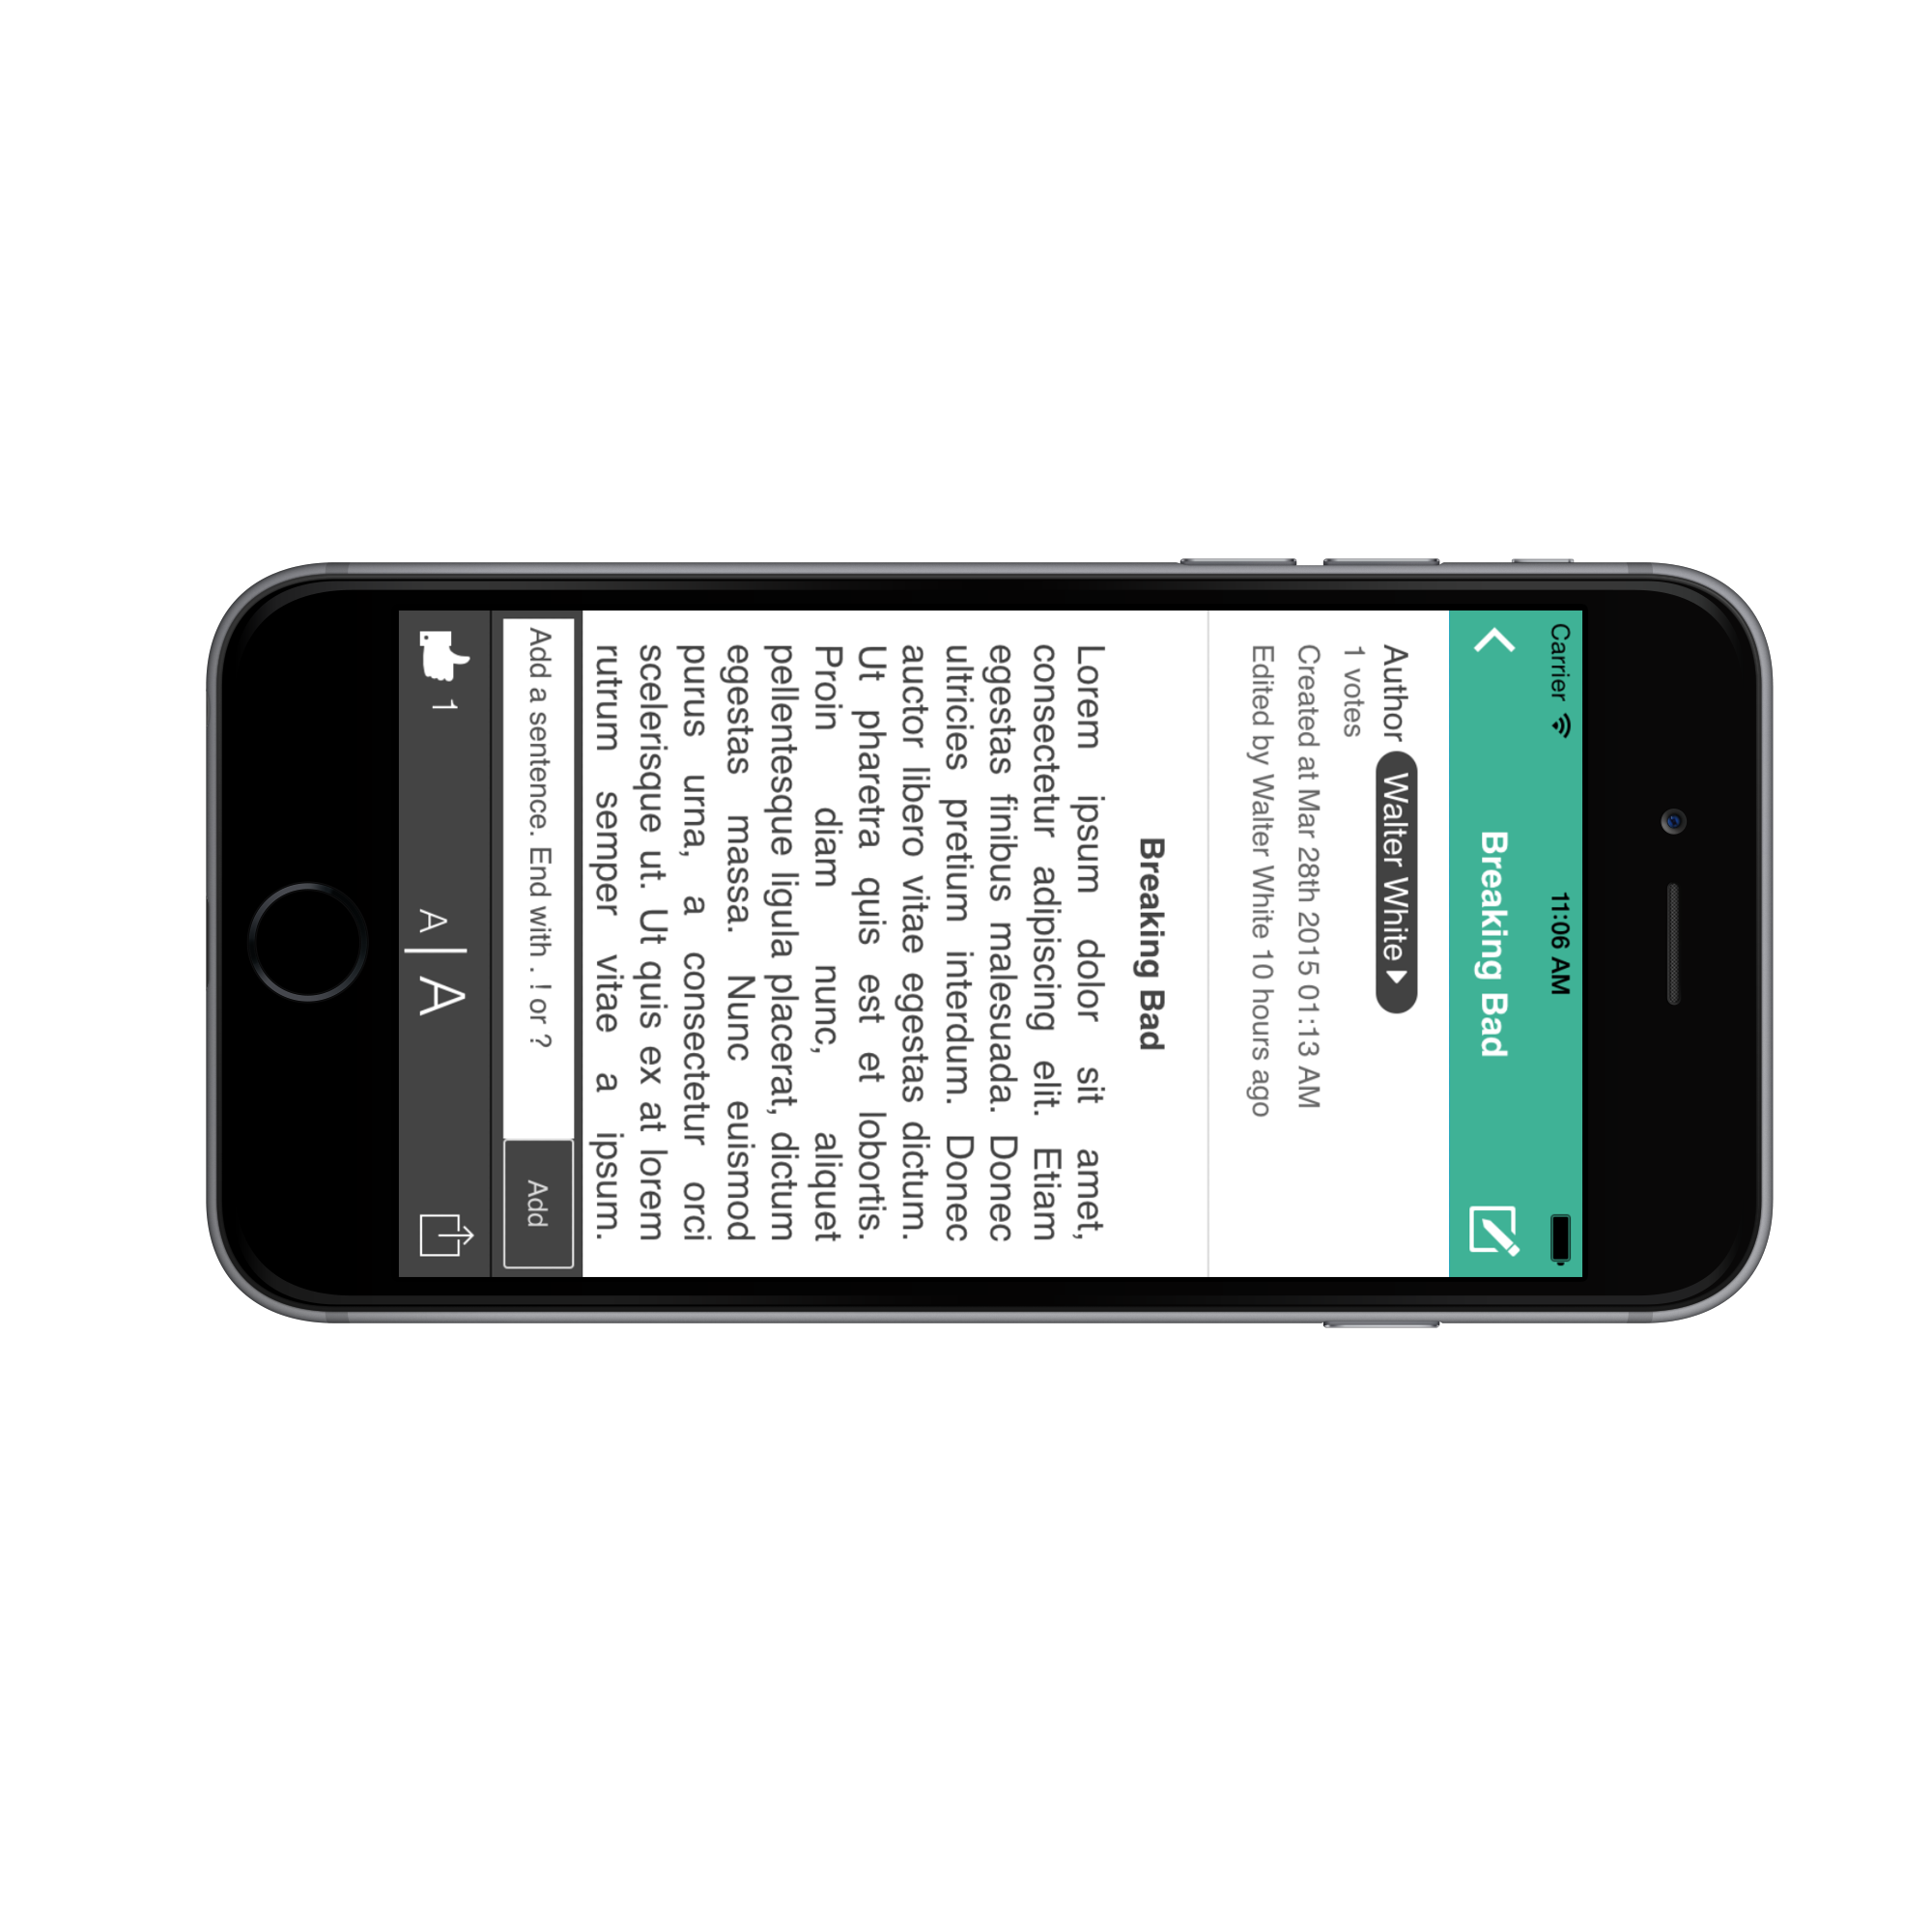 Carrier 11:06 AM
Breaking Bad
Author Walter White
1 votes
Created at Mar 28th 2015 01:13 AM
Edited by Walter White 10 hours ago
Breaking Bad
Lorem ipsum dolor sit amet,
consectetur adipiscing elit. Etiam
egestas finibus malesuada. Donec
ultricies pretium interdum. Donec
auctor libero vitae egestas dictum.
Ut pharetra quis est et lobortis.
Proin diam nunc, aliquet
pellentesque ligula placerat, dictum
egestas massa. Nunc euismod
purus urna, a consectetur orci
scelerisque ut. Ut quis ex at lorem
rutrum semper vitae a ipsum.
Add a sentence. End with . ! or ? Add
1 A A